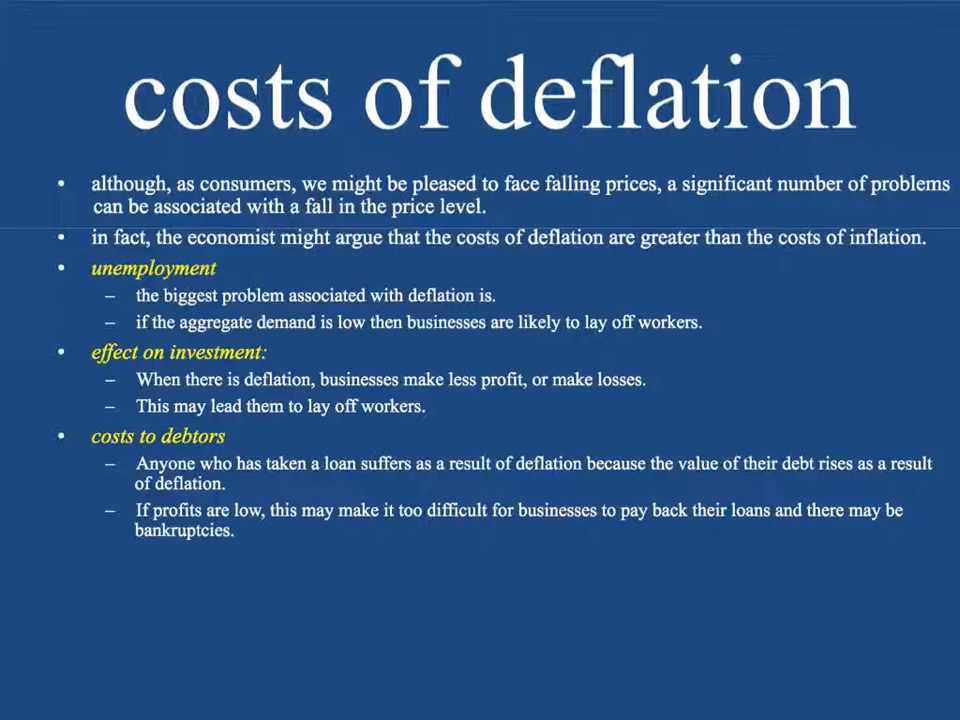 costs of deflation
• although, as consumers, we might be pleased to face falling prices, a significant number of problems
can be associated with a fall in the price level.
• in fact, the economist might argue that the costs of deflation are greater than the costs of inflation.
• unemployment
– the biggest problem associated with deflation is.
– if the aggregate demand is low then businesses are likely to lay off workers.
• effect on investment:
– When there is deflation, businesses make less profit, or make losses.
– This may lead them to lay off workers.
• costs to debtors
– Anyone who has taken a loan suffers as a result of deflation because the value of their debt rises as a result
of deflation.
– If profits are low, this may make it too difficult for businesses to pay back their loans and there may be
bankruptcies.